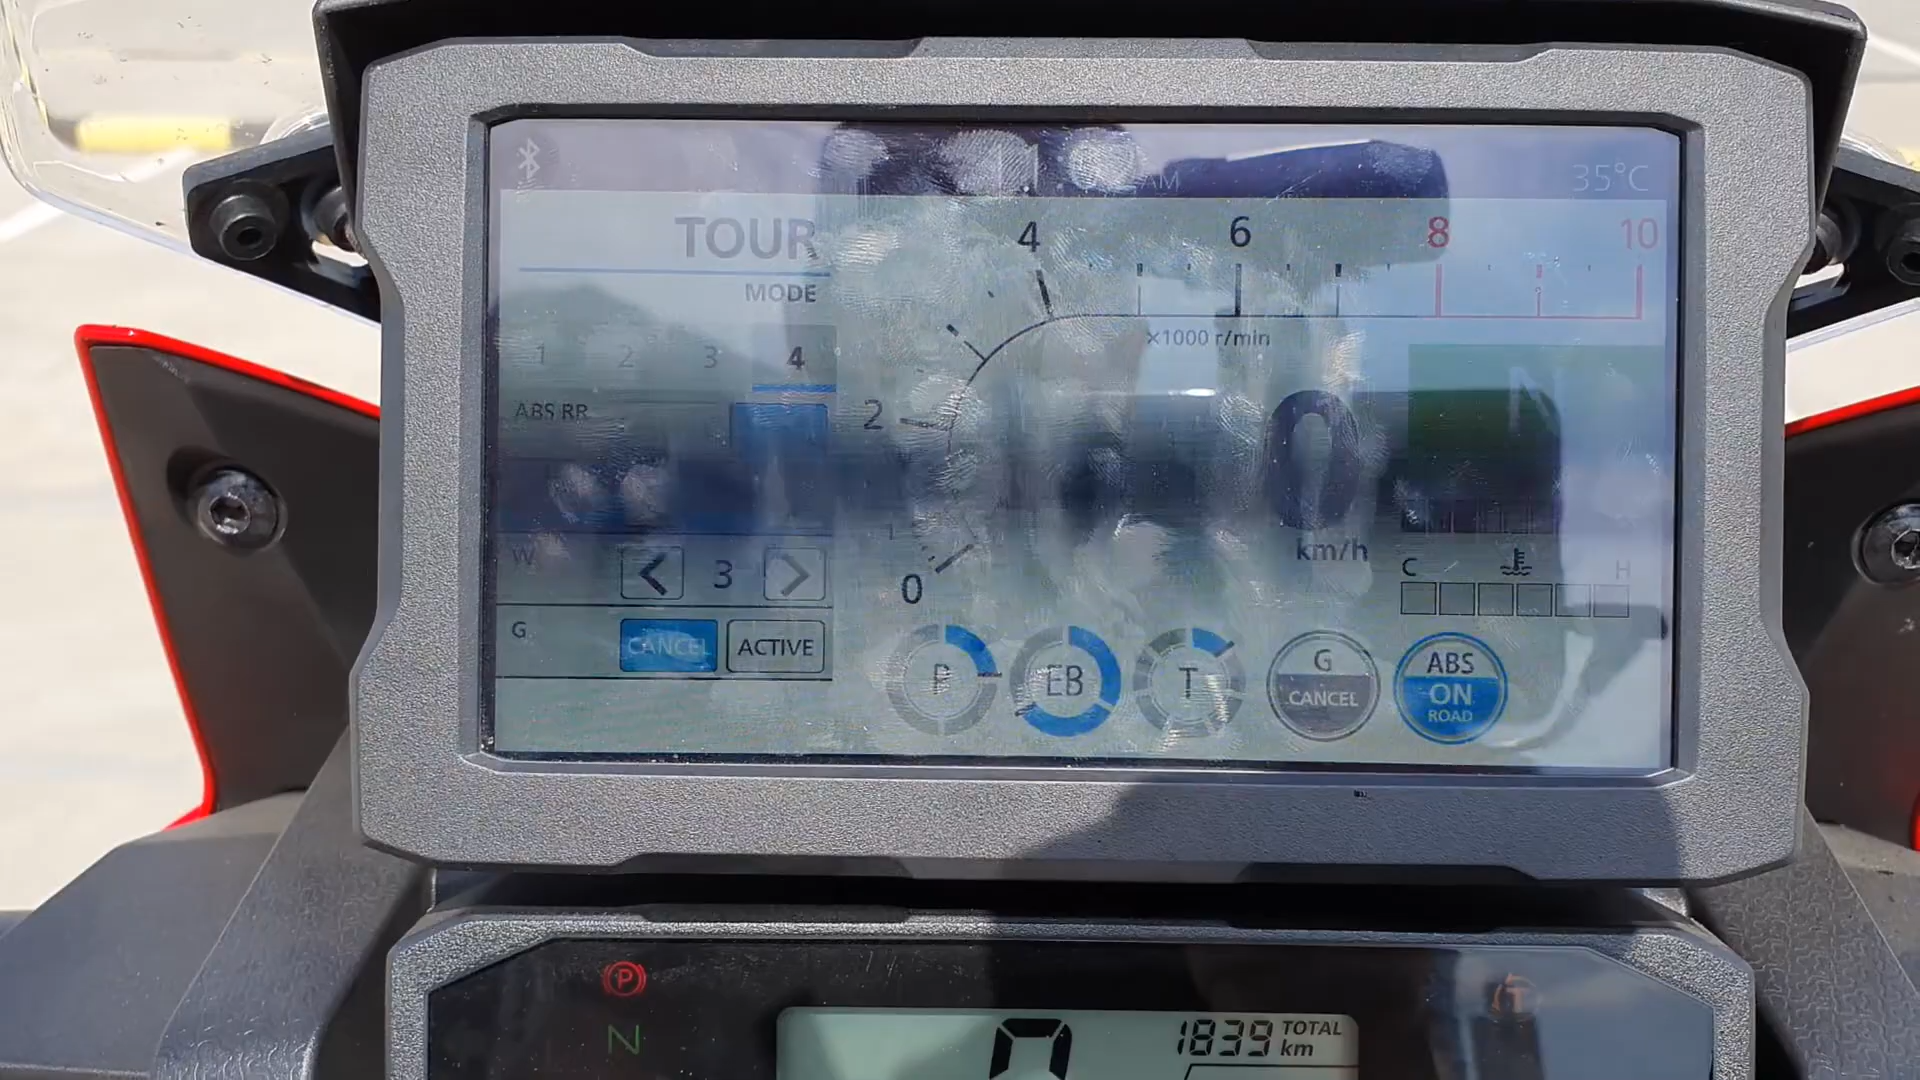 35°C
TOUR
MODE
1 2 3 4
ABS RR
W
< 3 >
G
CANCEL ACTIVE
0 2 4 6 8 10
×1000 r/min
N
0
km/h
C H
P
EB
T
G
CANCEL
ABS
ON
ROAD
P
N
T
0
1839 TOTAL
km